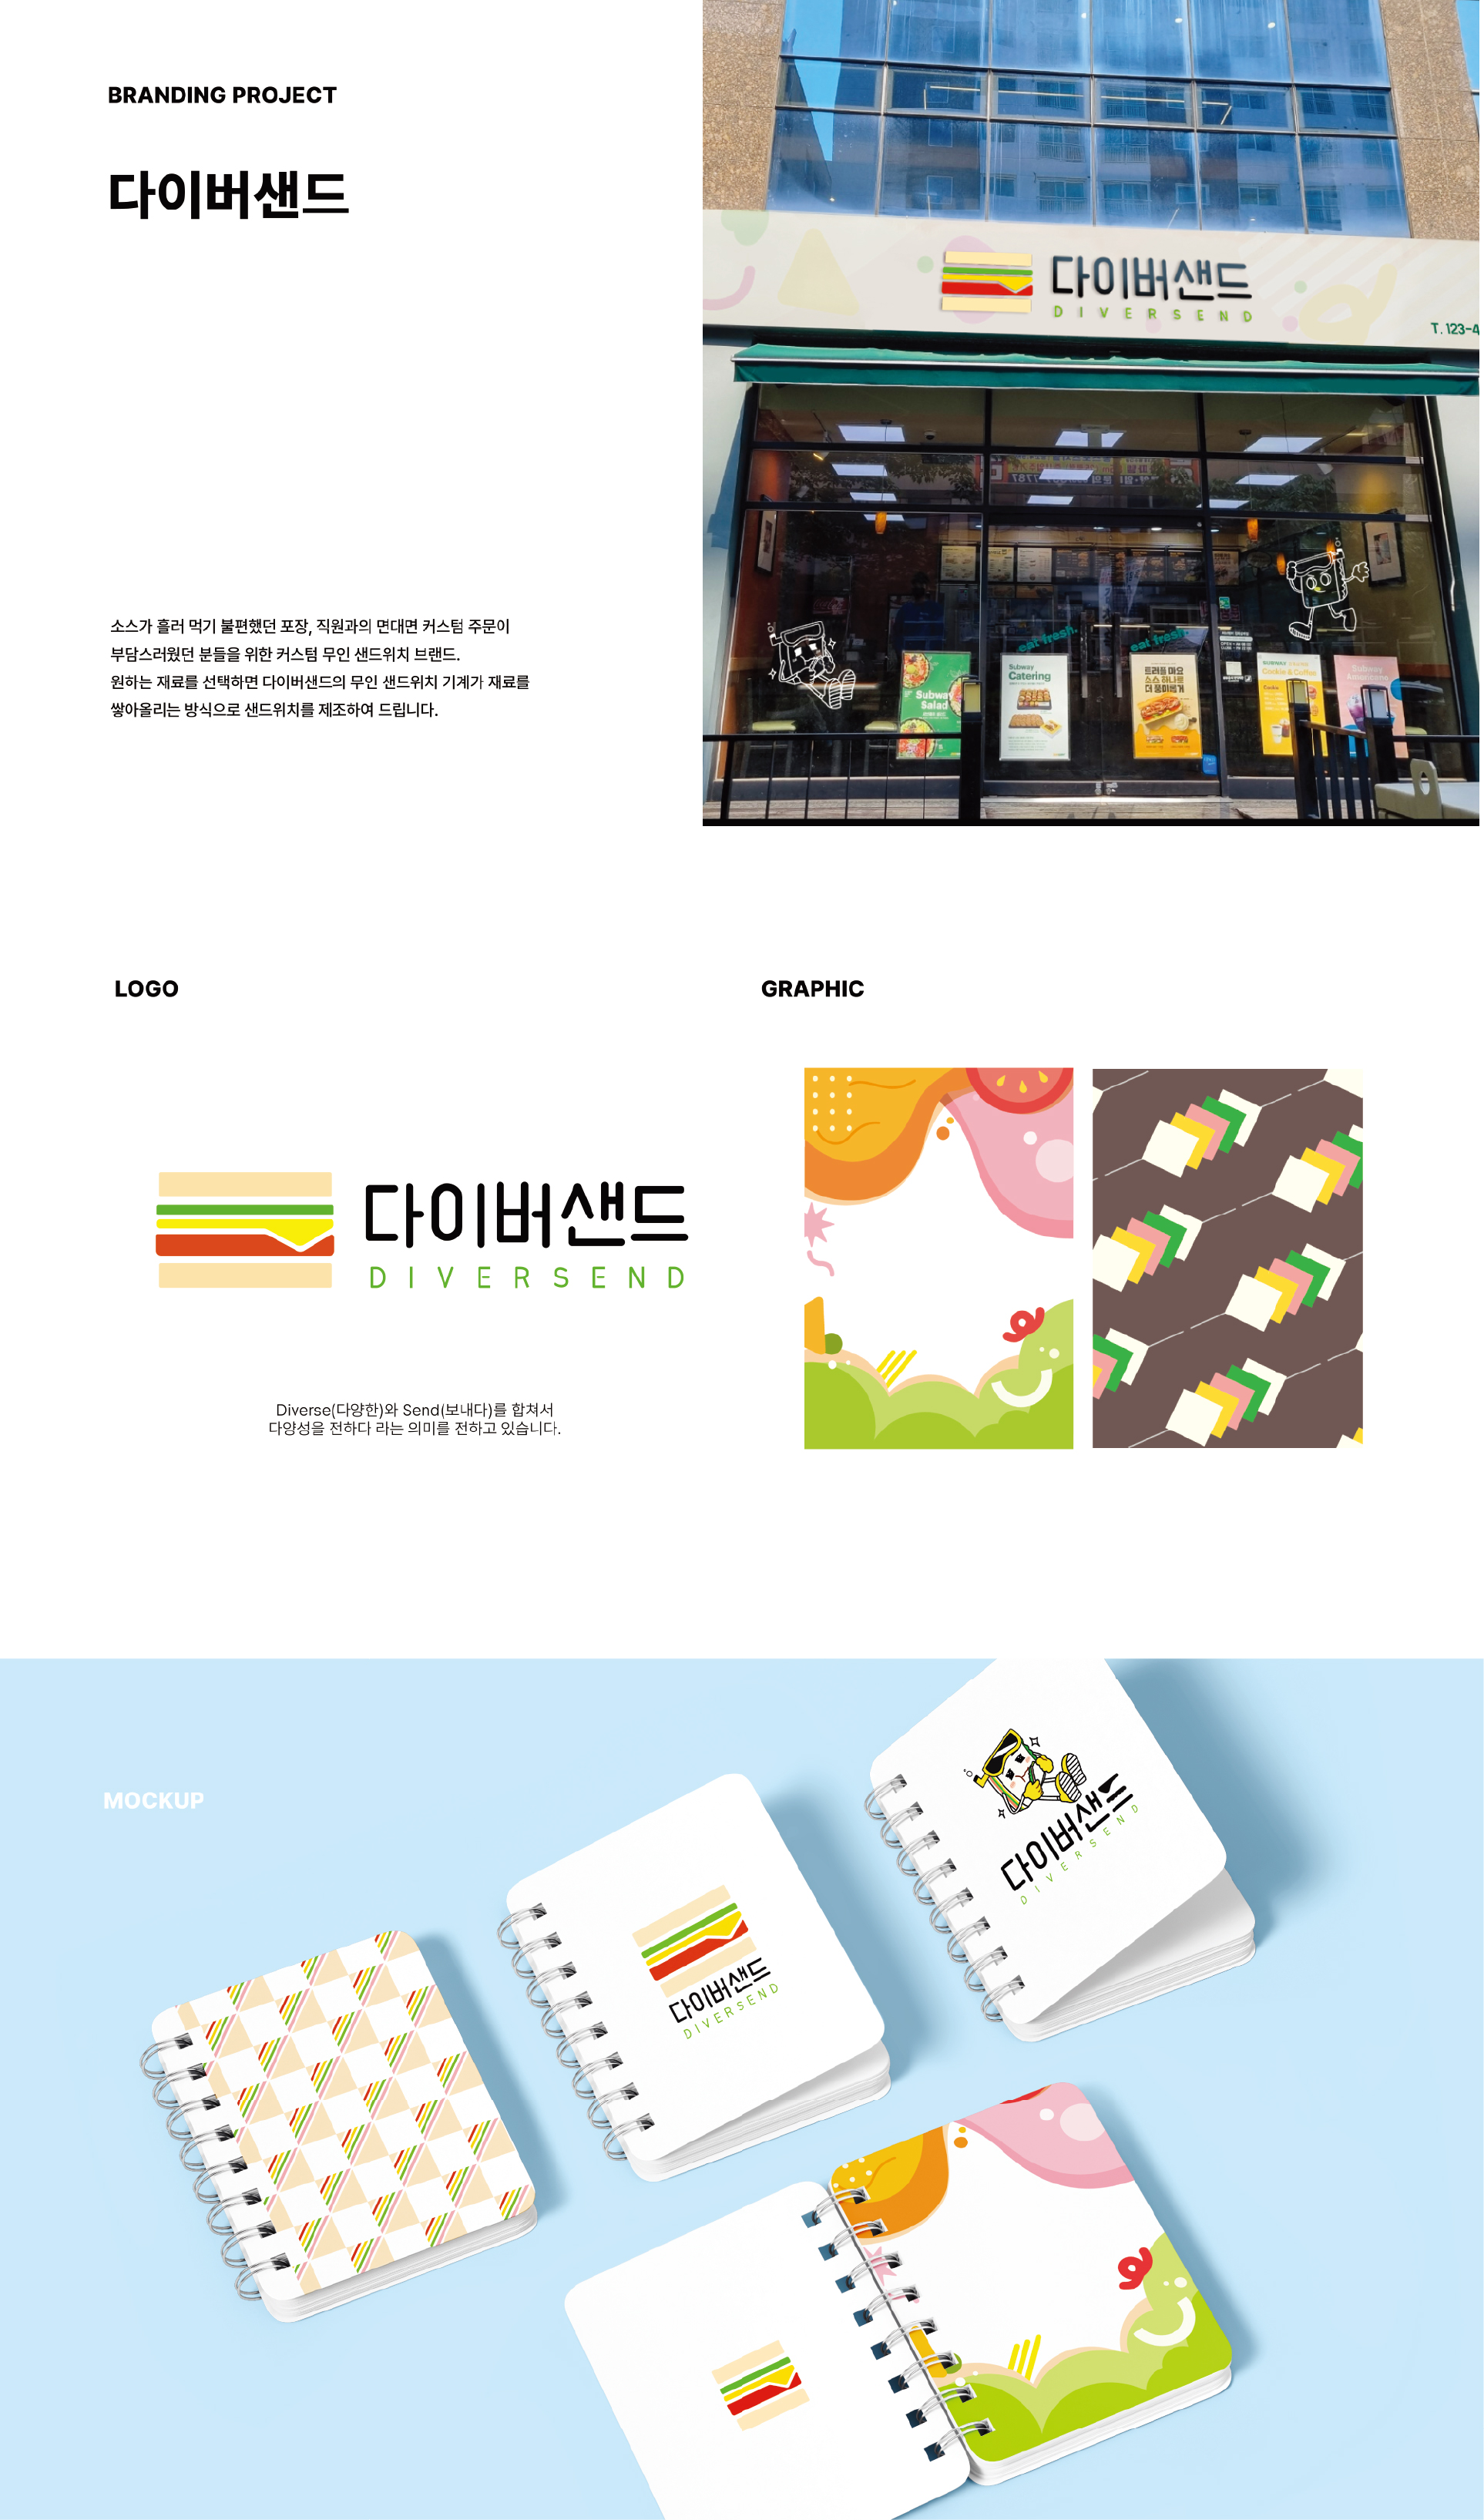 BRANDING PROJECT
다이버샌드
소스가 흘러 먹기 불편했던 포장, 직원과의 면대면 커스텀 주문이
부담스러웠던 분들을 위한 커스텀 무인 샌드위치 브랜드.
원하는 재료를 선택하면 다이버샌드의 무인 샌드위치 기계가 재료를
쌓아올리는 방식으로 샌드위치를 제조하여 드립니다.
다이버샌드
DIVERSEND
T. 123-4
eat fresh.
eat fresh.
Subway
Salad
Subway
Catering
트러플 마요
소스 하나로
더 풍미롭게
SUBWAY
Cookie & Coffee
LOGO
다이버샌드
DIVERSEND
Diverse(다양한)와 Send(보내다)를 합쳐서
다양성을 전하다 라는 의미를 전하고 있습니다.
GRAPHIC
MOCKUP
다이버샌드
DIVERSEND
다이버샌드
DIVERSEND